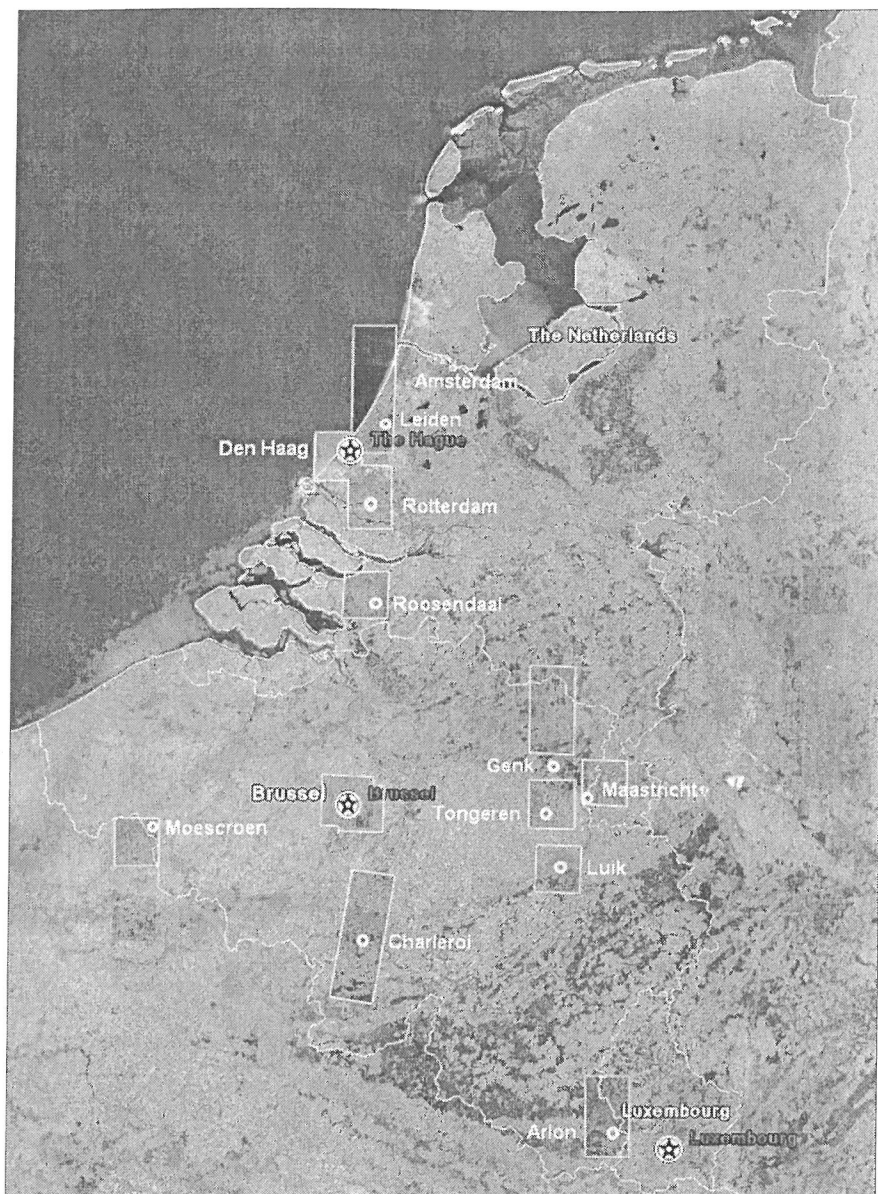 The Netherlands
Amsterdam
Leiden
Den Haag
The Hague
Rotterdam
Roosendaal
Genk
Maastricht
Brussel
Brussel
Tongeren
Moescroen
Luik
Charleroi
Luxembourg
Arlon
Luxembourg